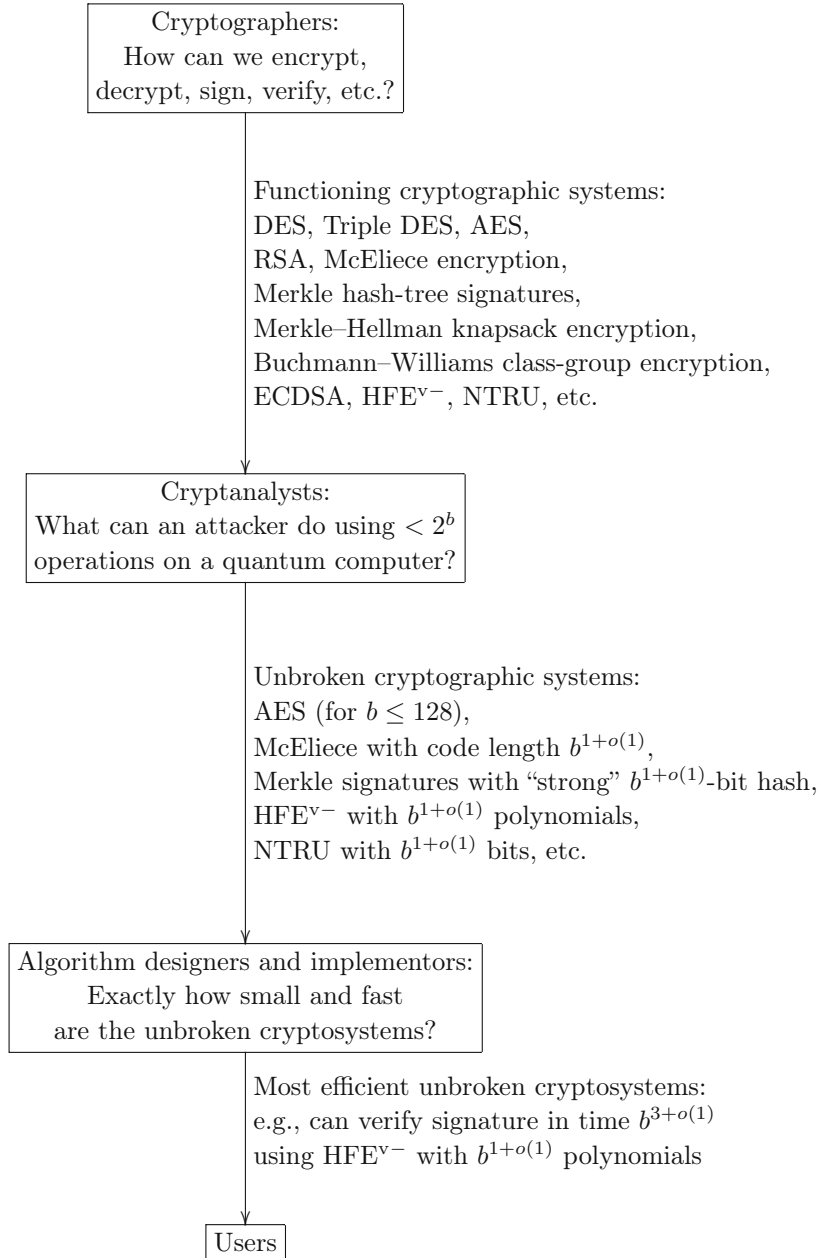 Cryptographers:
How can we encrypt,
decrypt, sign, verify, etc.?
Functioning cryptographic systems:
DES, Triple DES, AES,
RSA, McEliece encryption,
Merkle hash-tree signatures,
Merkle–Hellman knapsack encryption,
Buchmann–Williams class-group encryption,
ECDSA, HFE^{v−}, NTRU, etc.
Cryptanalysts:
What can an attacker do using < 2^b
operations on a quantum computer?
Unbroken cryptographic systems:
AES (for b ≤ 128),
McEliece with code length b^{1+o(1)},
Merkle signatures with “strong” b^{1+o(1)}-bit hash,
HFE^{v−} with b^{1+o(1)} polynomials,
NTRU with b^{1+o(1)} bits, etc.
Algorithm designers and implementors:
Exactly how small and fast
are the unbroken cryptosystems?
Most efficient unbroken cryptosystems:
e.g., can verify signature in time b^{3+o(1)}
using HFE^{v−} with b^{1+o(1)} polynomials
Users